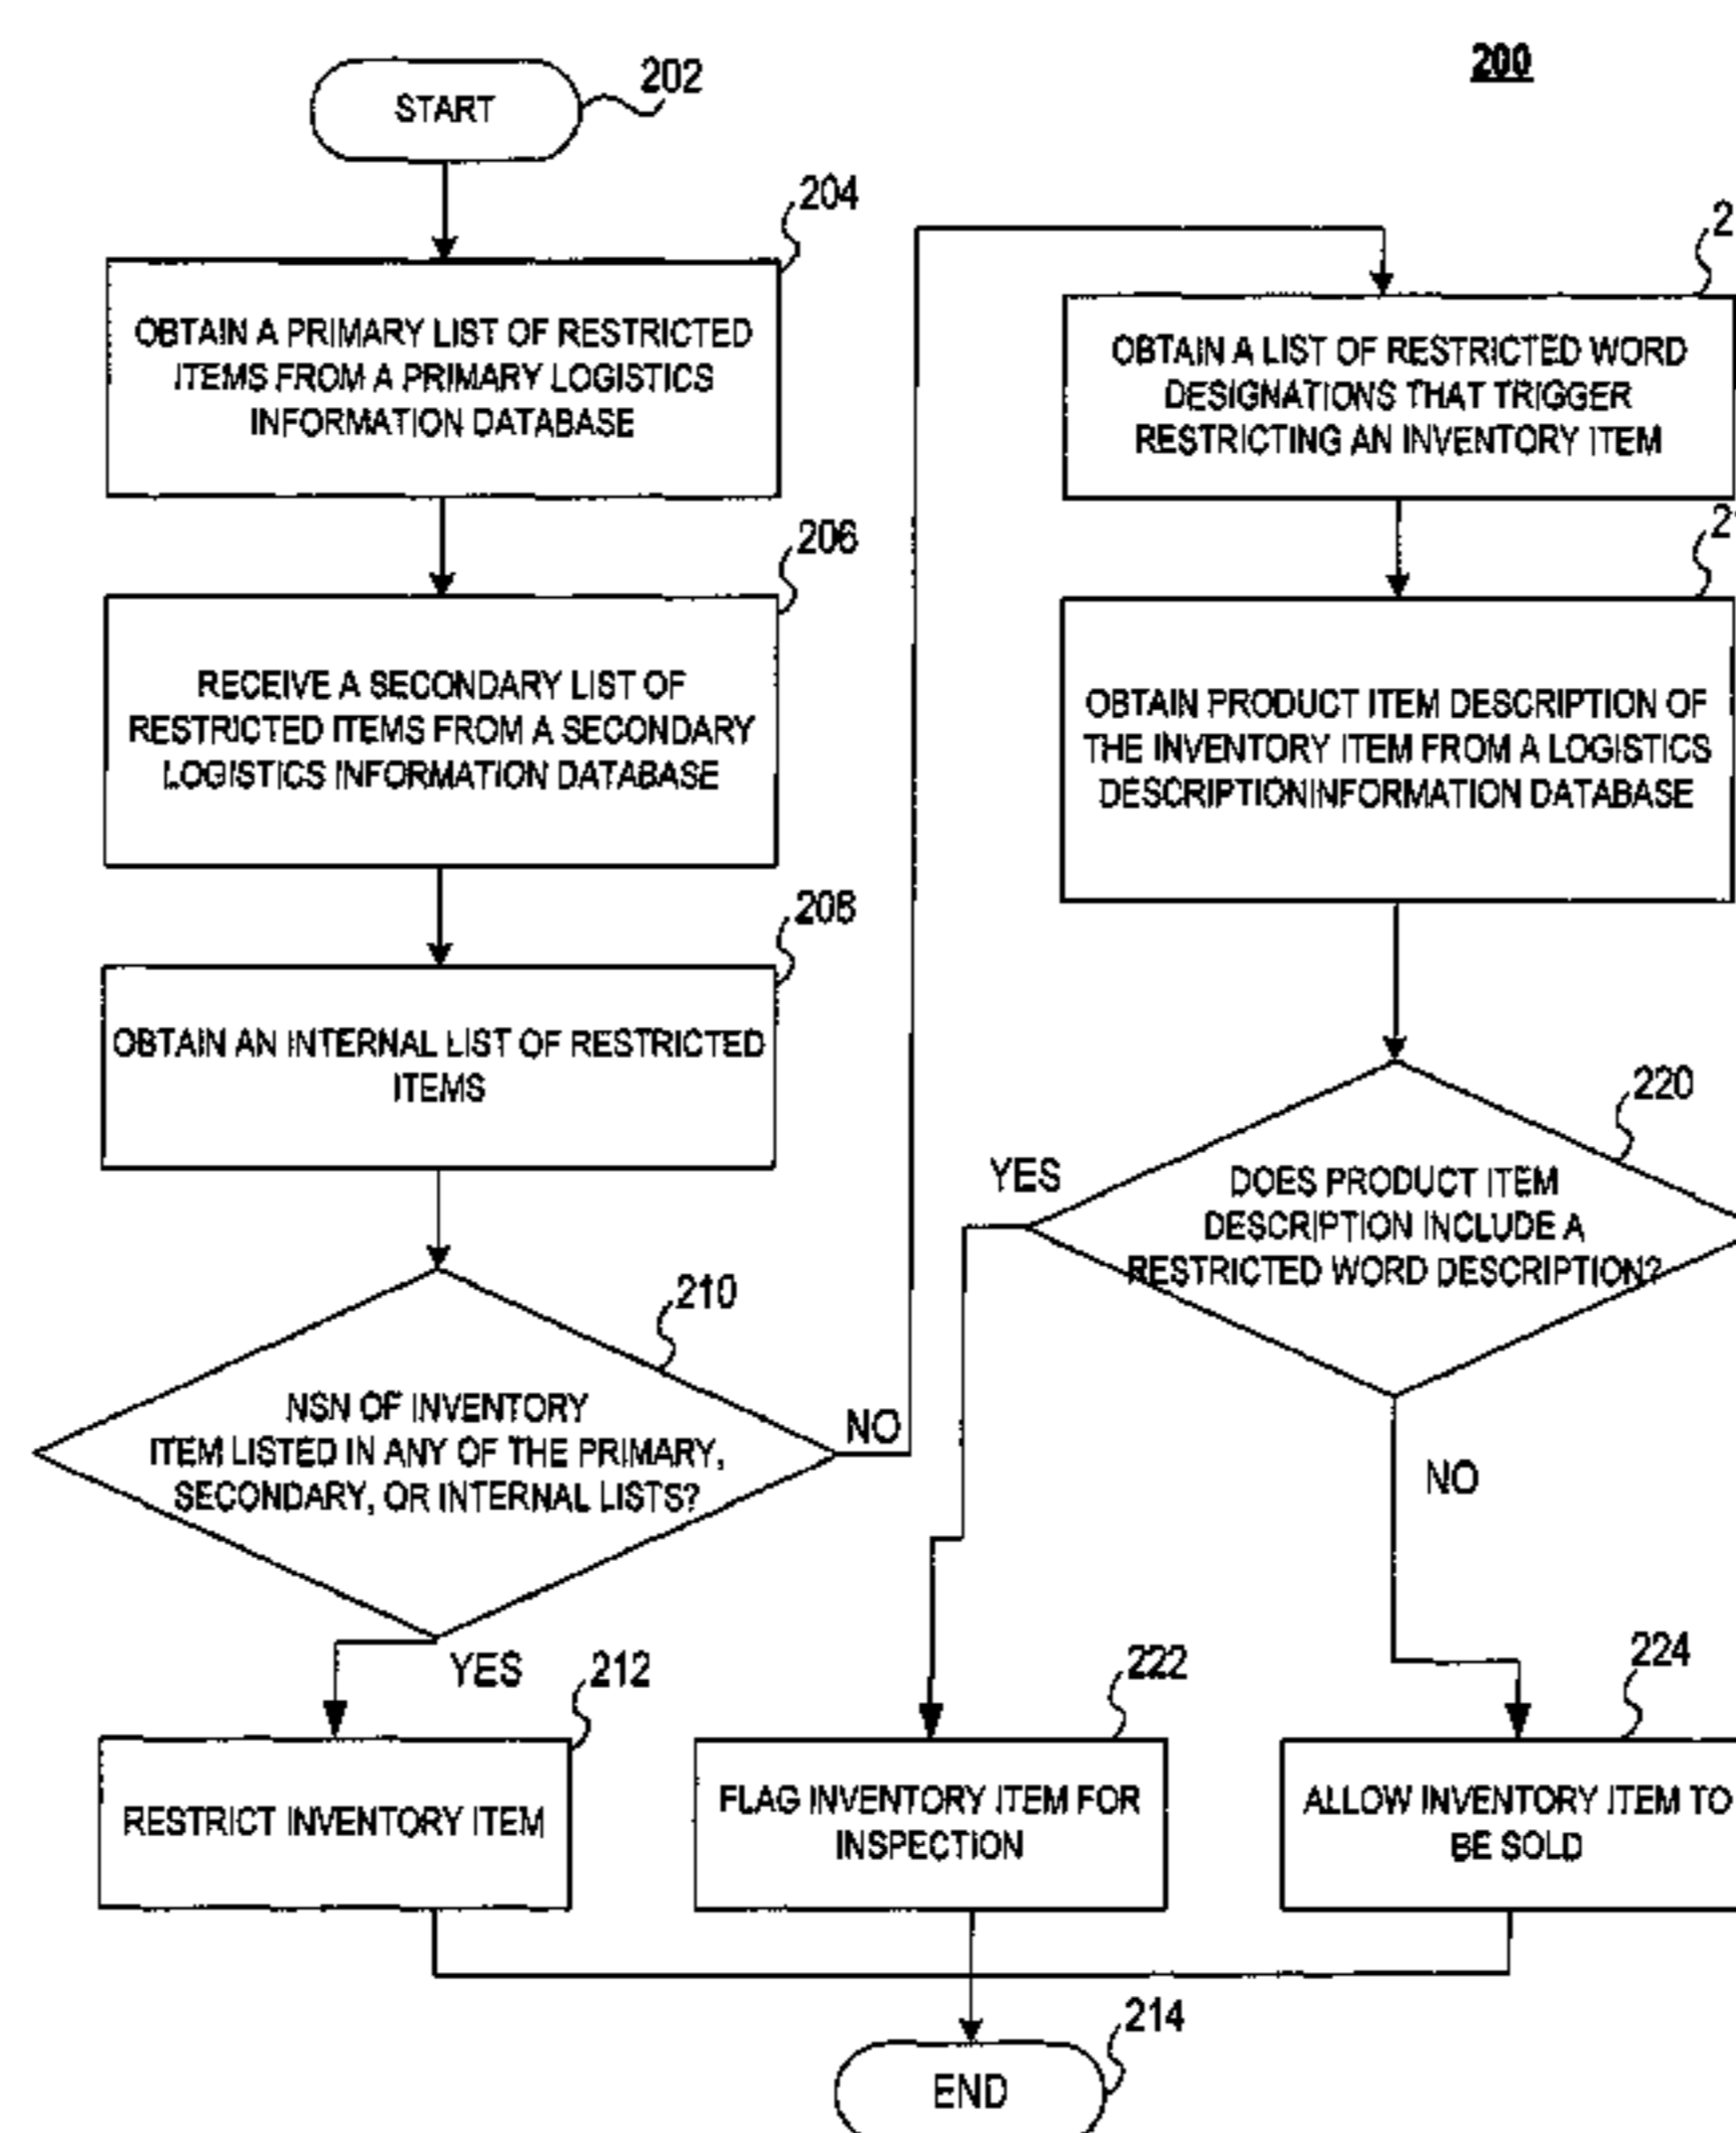 200
START
202
204
OBTAIN A PRIMARY LIST OF RESTRICTED
ITEMS FROM A PRIMARY LOGISTICS
INFORMATION DATABASE
206
RECEIVE A SECONDARY LIST OF
RESTRICTED ITEMS FROM A SECONDARY
LOGISTICS INFORMATION DATABASE
208
OBTAIN AN INTERNAL LIST OF RESTRICTED
ITEMS
210
NSN OF INVENTORY
ITEM LISTED IN ANY OF THE PRIMARY,
SECONDARY, OR INTERNAL LISTS?
NO
YES
212
RESTRICT INVENTORY ITEM
OBTAIN A LIST OF RESTRICTED WORD
DESIGNATIONS THAT TRIGGER
RESTRICTING AN INVENTORY ITEM
OBTAIN PRODUCT ITEM DESCRIPTION OF
THE INVENTORY ITEM FROM A LOGISTICS
DESCRIPTIONINFORMATION DATABASE
220
DOES PRODUCT ITEM
DESCRIPTION INCLUDE A
RESTRICTED WORD DESCRIPTION?
YES
NO
222
FLAG INVENTORY ITEM FOR
INSPECTION
224
ALLOW INVENTORY ITEM TO
BE SOLD
214
END